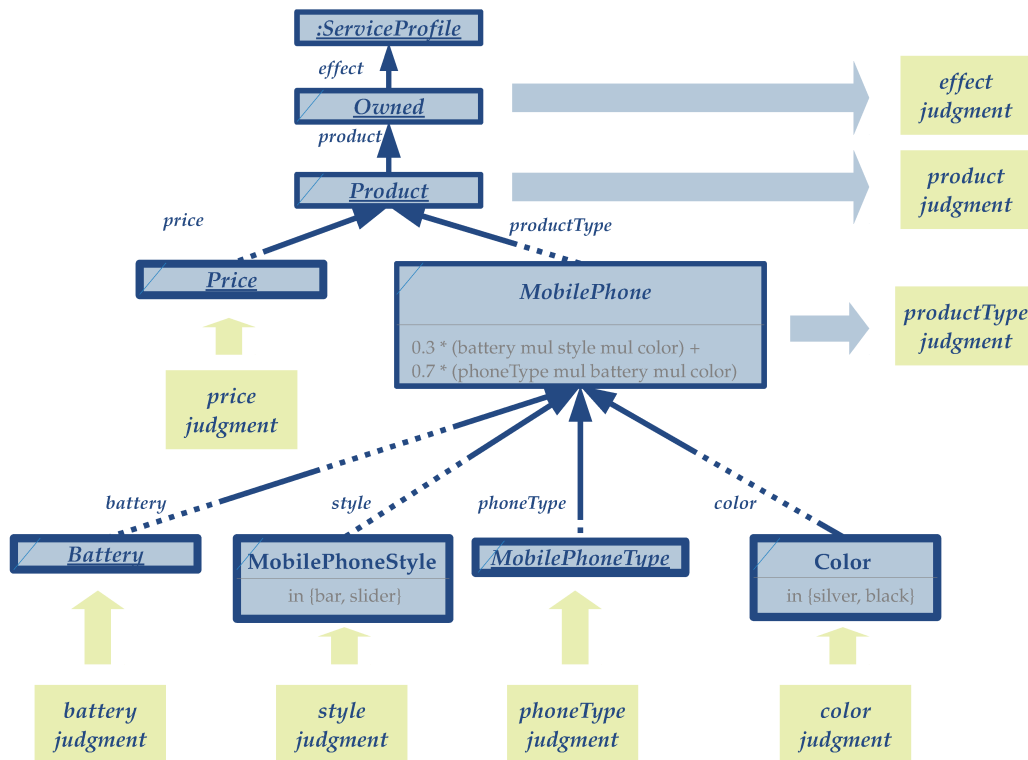 :ServiceProfile
effect
Owned
effect
judgment
product
Product
product
judgment
price
productType
Price
MobilePhone
0.3 * (battery mul style mul color) +
0.7 * (phoneType mul battery mul color)
productType
judgment
price
judgment
battery
style
phoneType
color
Battery
MobilePhoneStyle
in {bar, slider}
MobilePhoneType
Color
in {silver, black}
battery
judgment
style
judgment
phoneType
judgment
color
judgment